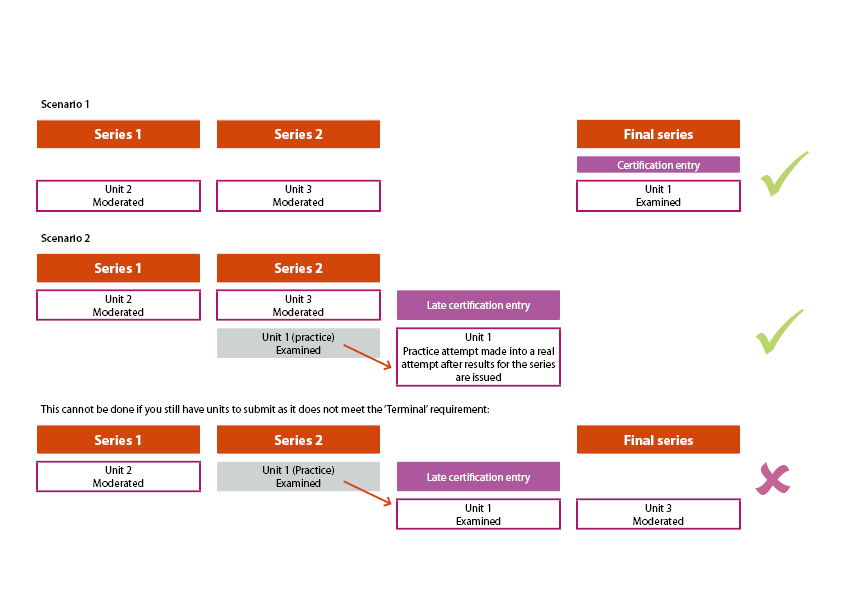 Scenario 1
Series 1
Series 2
Final series
Certification entry
Unit 2
Moderated
Unit 3
Moderated
Unit 1
Examined
Scenario 2
Series 1
Series 2
Unit 2
Moderated
Unit 3
Moderated
Late certification entry
Unit 1 (practice)
Examined
Unit 1
Practice attempt made into a real
attempt after results for the series
are issued
This cannot be done if you still have units to submit as it does not meet the ‘Terminal’ requirement:
Series 1
Series 2
Final series
Unit 2
Moderated
Unit 1 (Practice)
Examined
Late certification entry
Unit 1
Examined
Unit 3
Moderated